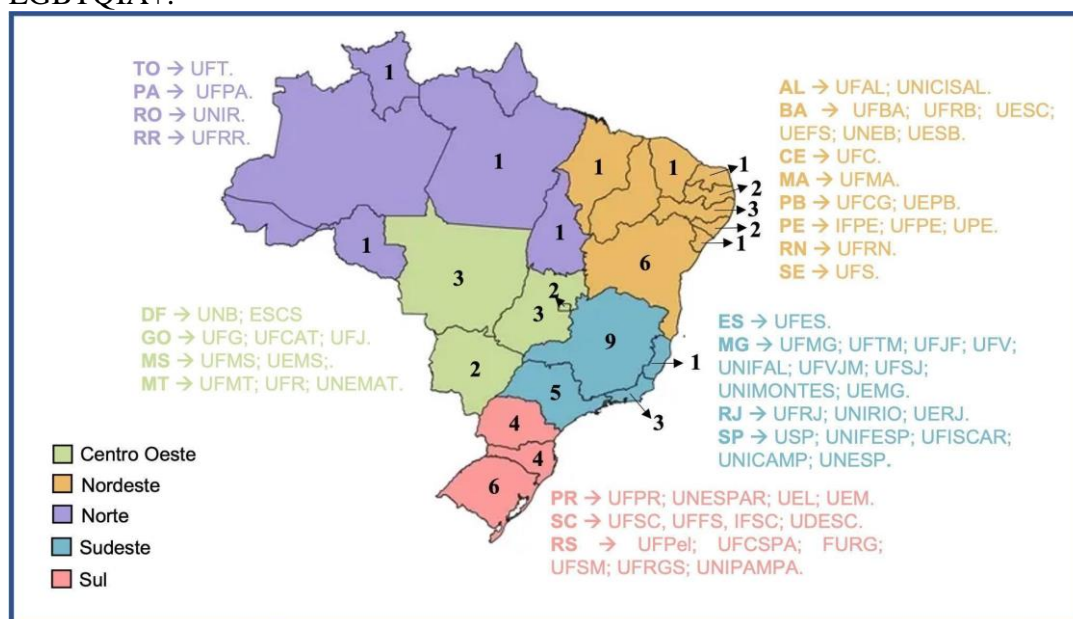 TO → UFT.
PA → UFPA.
RO → UNIR.
RR → UFRR.
AL → UFAL; UNICISAL.
BA → UFBA; UFRB; UESC;
UEFS; UNEB; UESB.
CE → UFC.
MA → UFMA.
PB → UFCG; UEPB.
PE → IFPE; UFPE; UPE.
RN → UFRN.
SE → UFS.
1
1
1
1
1
1
1
2
3
2
1
6
3
2
3
2
9
1
5
3
4
4
6
DF → UNB; ESCS
GO → UFG; UFCAT; UFJ.
MS → UFMS; UEMS;.
MT → UFMT; UFR; UNEMAT.
ES → UFES.
MG → UFMG; UFTM; UFJF; UFV;
UNIFAL; UFVJM; UFSJ;
UNIMONTES; UEMG.
RJ → UFRJ; UNIRIO; UERJ.
SP → USP; UNIFESP; UFISCAR;
UNICAMP; UNESP.
Centro Oeste
Nordeste
Norte
Sudeste
Sul
PR → UFPR; UNESPAR; UEL; UEM.
SC → UFSC, UFFS, IFSC; UDESC.
RS → UFPel; UFCSPA; FURG;
UFSM; UFRGS; UNIPAMPA.